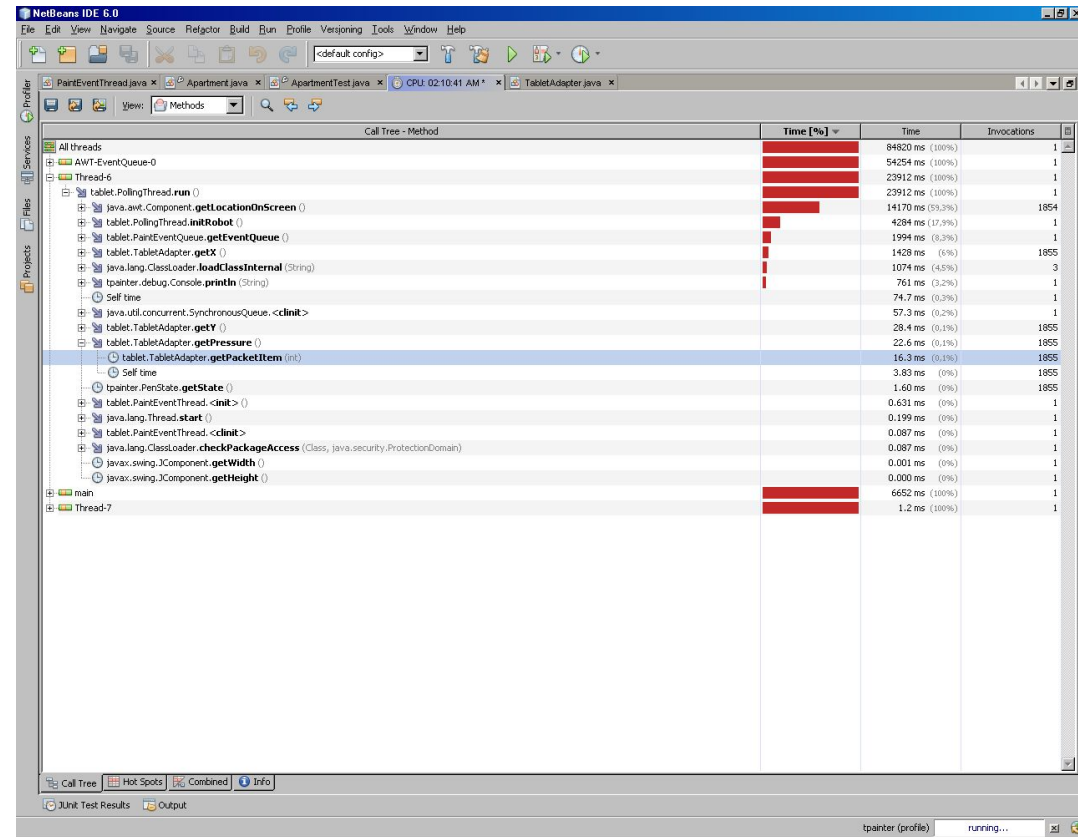 NetBeans IDE 6.0
File Edit View Navigate Source Refactor Build Run Profile Versioning Tools Window Help
<default config>
PaintEventThread.java Apartment.java ApartmentTest.java CPU: 02:10:41 AM * TabletAdapter.java
View: Methods
Profiler
Services
Files
Projects
Call Tree - Method Time [%] Time Invocations
All threads 84820 ms (100%) 1
AWT-EventQueue-0 54254 ms (100%) 1
Thread-6 23912 ms (100%) 1
tablet.PollingThread.run () 23912 ms (100%) 1
java.awt.Component.getLocationOnScreen () 14170 ms (59,3%) 1854
tablet.PollingThread.initRobot () 4284 ms (17,9%) 1
tablet.PaintEventQueue.getEventQueue () 1994 ms (8,3%) 1
tablet.TabletAdapter.getX () 1428 ms (6%) 1855
java.lang.ClassLoader.loadClassInternal (String) 1074 ms (4,5%) 3
tpainter.debug.Console.println (String) 761 ms (3,2%) 1
Self time 74.7 ms (0,3%) 1
java.util.concurrent.SynchronousQueue.<clinit> 57.3 ms (0,2%) 1
tablet.TabletAdapter.getY () 28.4 ms (0,1%) 1855
tablet.TabletAdapter.getPressure () 22.6 ms (0,1%) 1855
tablet.TabletAdapter.getPacketItem (int) 16.3 ms (0,1%) 1855
Self time 3.83 ms (0%) 1855
tpainter.PenState.getState () 1.60 ms (0%) 1855
tablet.PaintEventThread.<init> () 0.631 ms (0%) 1
java.lang.Thread.start () 0.199 ms (0%) 1
tablet.PaintEventThread.<clinit> 0.087 ms (0%) 1
java.lang.ClassLoader.checkPackageAccess (Class, java.security.ProtectionDomain) 0.087 ms (0%) 1
javax.swing.JComponent.getWidth () 0.001 ms (0%) 1
javax.swing.JComponent.getHeight () 0.000 ms (0%) 1
main 6652 ms (100%) 1
Thread-7 1.2 ms (100%) 1
Call Tree Hot Spots Combined Info
JUnit Test Results Output
tpainter (profile) running...